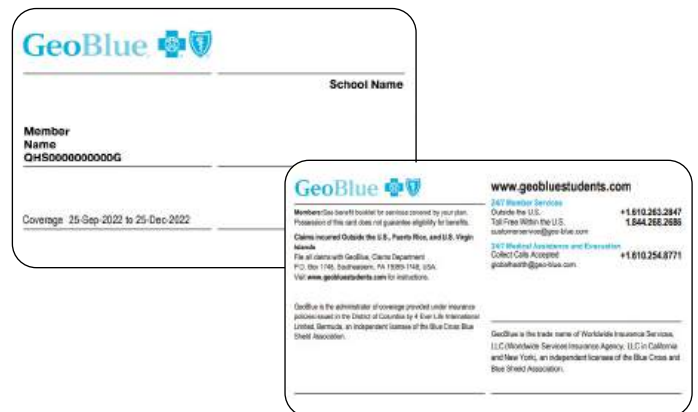 GeoBlue
School Name
Member
Name
QHS0000000000G
Coverage 25-Sep-2022 to 25-Dec-2022
GeoBlue
Members: See benefit booklet for services covered by your plan.
Possession of this card does not guarantee eligibility for benefits.
Claims incurred Outside the U.S., Puerto Rico, and U.S. Virgin
Islands
File all claims with GeoBlue, Claims Department
P.O. Box 1748, Southeastern, PA 19399-1748, USA.
Visit www.geobluestudents.com for instructions.
GeoBlue is the administrator of coverage provided under insurance
policies issued in the District of Columbia by 4 Ever Life International
Limited, Bermuda, an independent licensee of the Blue Cross Blue
Shield Association.
www.geobluestudents.com
24/7 Member Services
Outside the U.S. +1.610.263.2847
Toll Free Within the U.S. 1.844.268.2686
customerservice@geo-blue.com
24/7 Medical Assistance and Evacuation
Collect Calls Accepted +1.610.254.8771
globalhealth@geo-blue.com
GeoBlue is the trade name of Worldwide Insurance Services,
LLC (Worldwide Services Insurance Agency, LLC in California
and New York), an independent licensee of the Blue Cross and
Blue Shield Association.